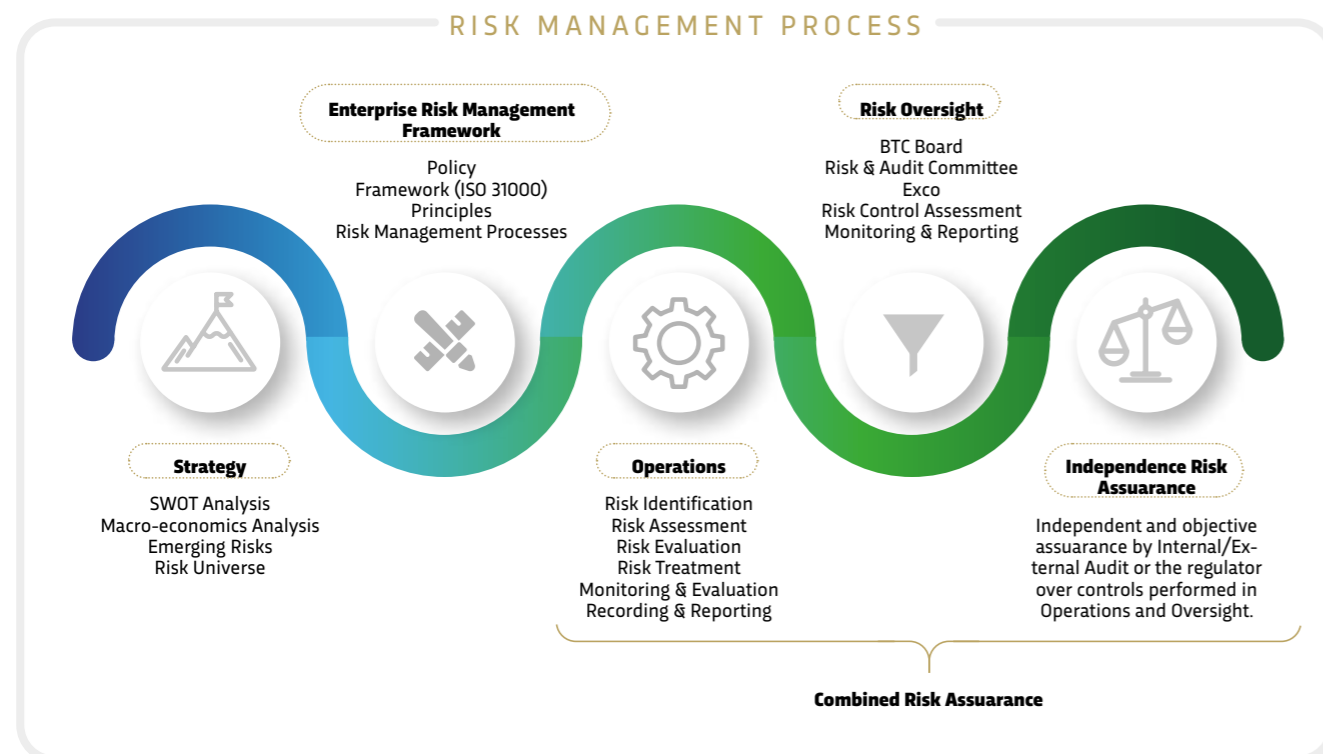 RISK MANAGEMENT PROCESS
Enterprise Risk Management
Framework
Policy
Framework (ISO 31000)
Principles
Risk Management Processes
Risk Oversight
BTC Board
Risk & Audit Committee
Exco
Risk Control Assessment
Monitoring & Reporting
Strategy
SWOT Analysis
Macro-economics Analysis
Emerging Risks
Risk Universe
Operations
Risk Identification
Risk Assessment
Risk Evaluation
Risk Treatment
Monitoring & Evaluation
Recording & Reporting
Independence Risk
Assuarance
Independent and objective
assuarance by Internal/Ex-
ternal Audit or the regulator
over controls performed in
Operations and Oversight.
Combined Risk Assuarance